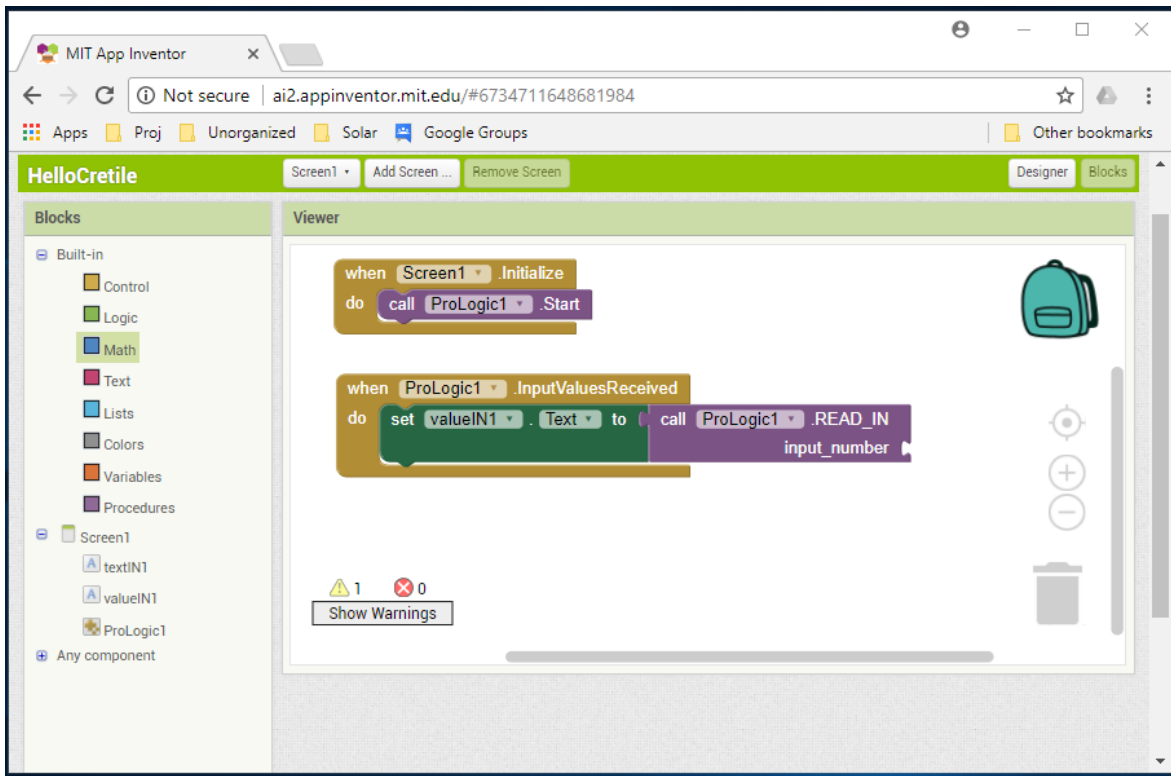 MIT App Inventor
Not secure | ai2.appinventor.mit.edu/#6734711648681984
Apps Proj Unorganized Solar Google Groups Other bookmarks
HelloCretile Screen1 Add Screen ... Remove Screen Designer Blocks
Blocks
Viewer
Built-in
Control
Logic
Math
Text
Lists
Colors
Variables
Procedures
Screen1
textIN1
valueIN1
ProLogic1
Any component
when Screen1 .Initialize
do call ProLogic1 .Start
when ProLogic1 .InputValuesReceived
do set valueIN1 . Text to call ProLogic1 .READ_IN
input_number
1 0
Show Warnings